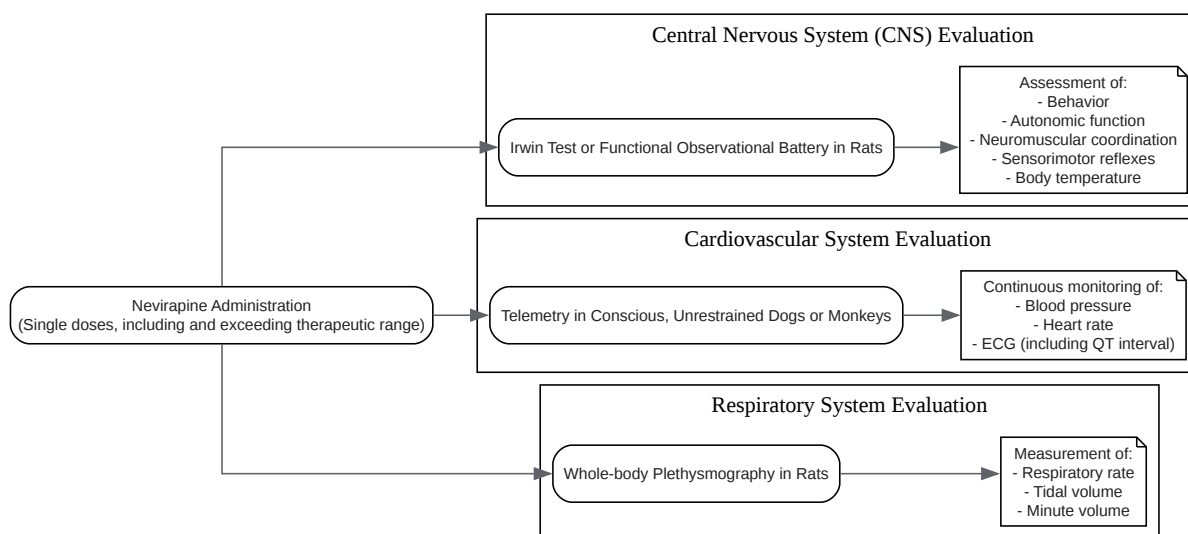 Central Nervous System (CNS) Evaluation
Irwin Test or Functional Observational Battery in Rats
Assessment of:
- Behavior
- Autonomic function
- Neuromuscular coordination
- Sensorimotor reflexes
- Body temperature
Cardiovascular System Evaluation
Nevirapine Administration
(Single doses, including and exceeding therapeutic range)
Telemetry in Conscious, Unrestrained Dogs or Monkeys
Continuous monitoring of:
- Blood pressure
- Heart rate
- ECG (including QT interval)
Respiratory System Evaluation
Whole-body Plethysmography in Rats
Measurement of:
- Respiratory rate
- Tidal volume
- Minute volume